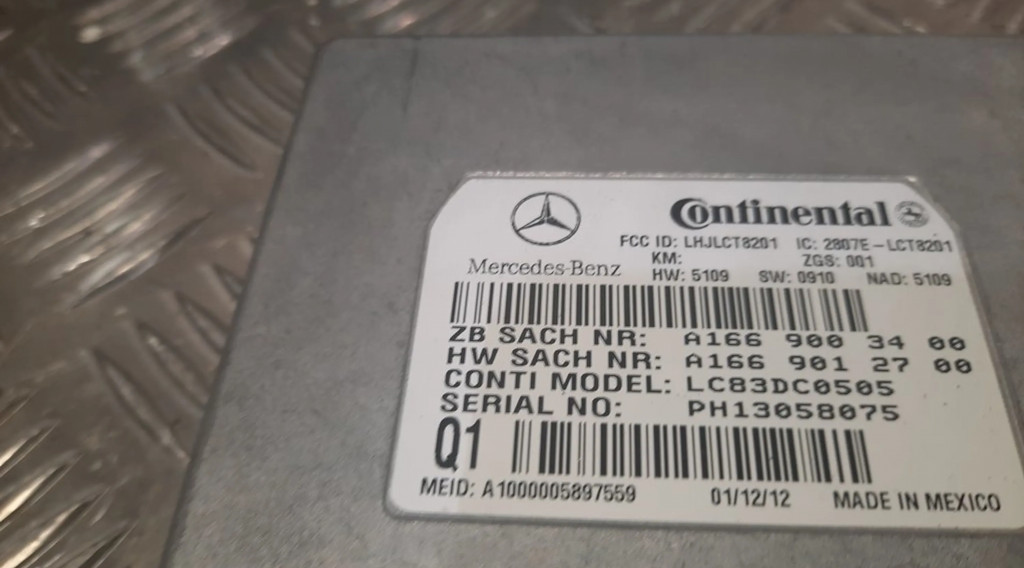 Continental
Mercedes-Benz
FCC ID: LHJLCT8201 IC: 2807E-LCT8201
KM: ZGS: 001
HW: 5109 SW: 0910 NAD: 5109
ZB SACH NR: A166 900 34 00
HW SACH NR: A166 901 27 00
CONTI MODEL: LC83DC0505
SERIAL NO: PH13058075
Q1
MEID: A1000005897559 01/12/12 MADE IN MEXICO